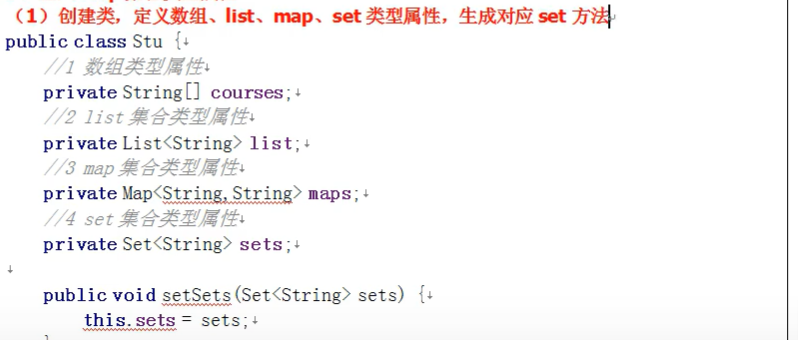 （1）创建类，定义数组、list、map、set 类型属性，生成对应 set 方法
public class Stu {
//1 数组类型属性
private String[] courses;
//2 list 集合类型属性
private List<String> list;
//3 map 集合类型属性
private Map<String,String> maps;
//4 set 集合类型属性
private Set<String> sets;
public void setSets(Set<String> sets) {
this.sets = sets;